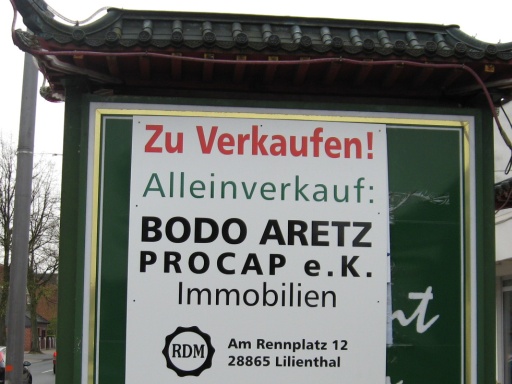 Zu Verkaufen!
Alleinverkauf:
BODO ARETZ
PROCAP e.K.
Immobilien
RDM
Am Rennplatz 12
28865 Lilienthal